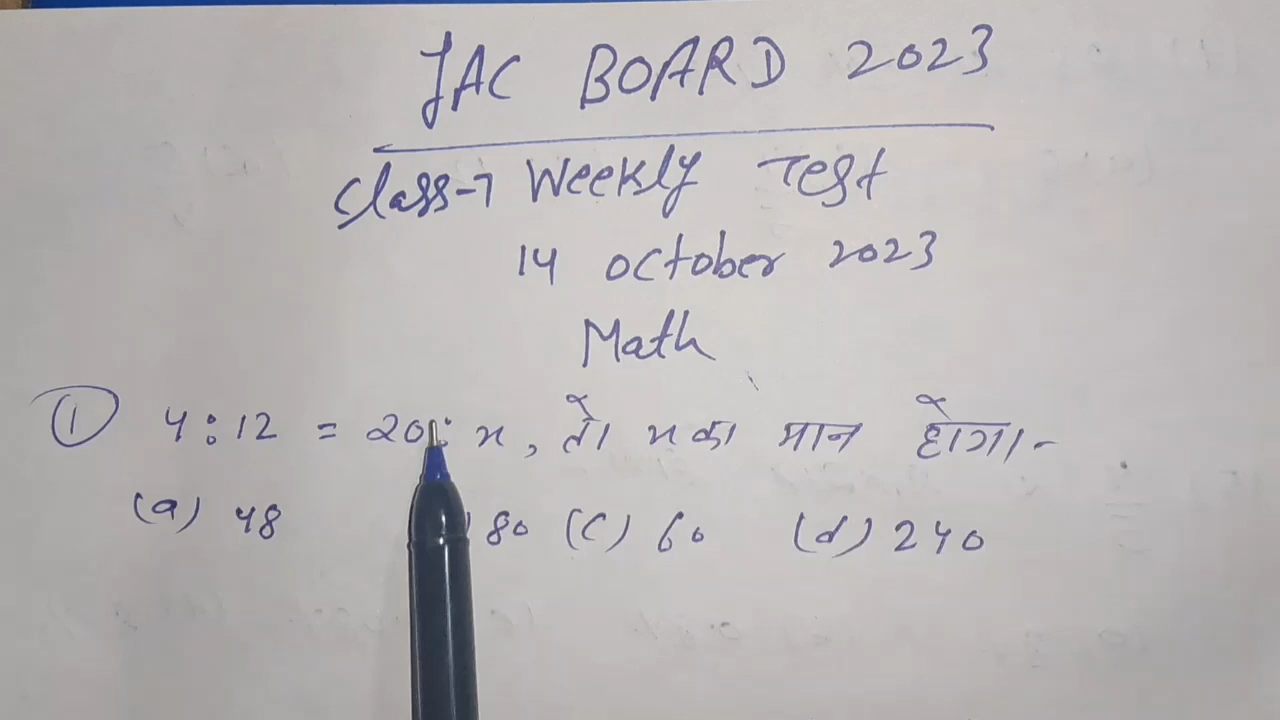 JAC BOARD 2023
Class-7 Weekly Test
14 October 2023
Math
① 4:12 = 20: x, तो x का मान होगा-
(a) 48 ) 80 (C) 60 (d) 240